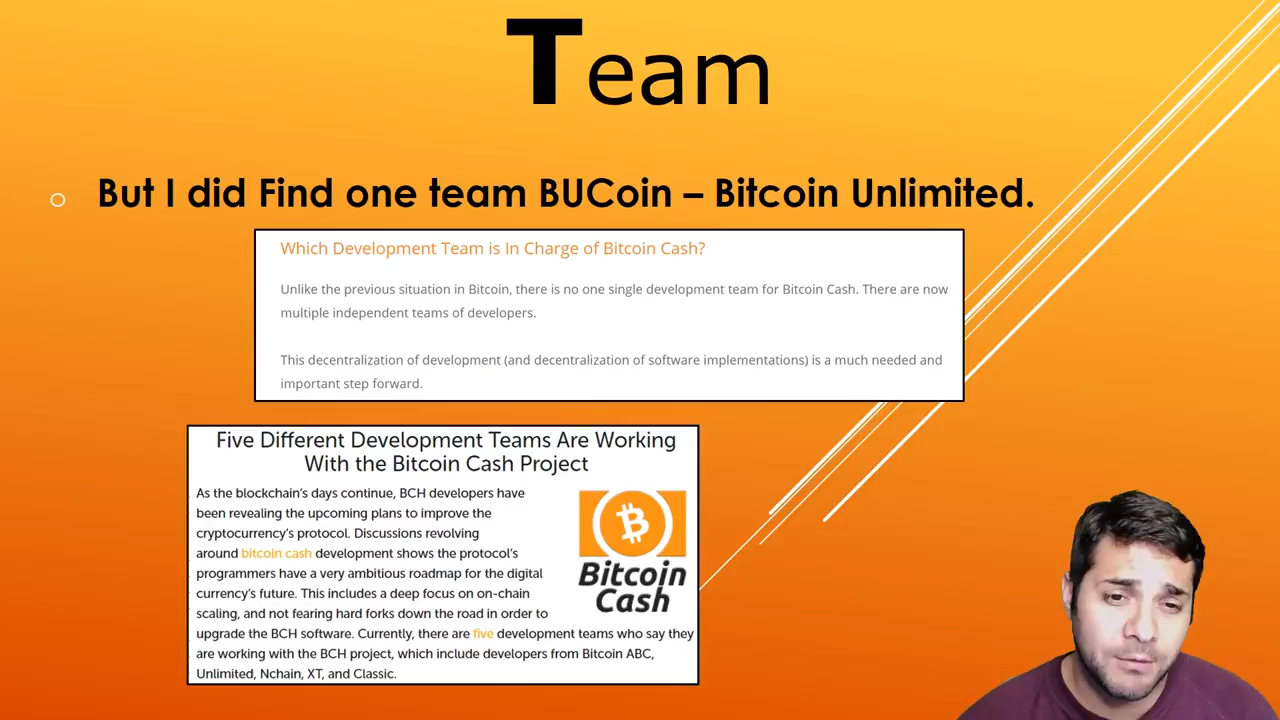 Team
But I did Find one team BUCoin – Bitcoin Unlimited.
Which Development Team is In Charge of Bitcoin Cash?
Unlike the previous situation in Bitcoin, there is no one single development team for Bitcoin Cash. There are now
multiple independent teams of developers.
This decentralization of development (and decentralization of software implementations) is a much needed and
important step forward.
Five Different Development Teams Are Working
With the Bitcoin Cash Project
As the blockchain's days continue, BCH developers have
been revealing the upcoming plans to improve the
cryptocurrency's protocol. Discussions revolving
around bitcoin cash development shows the protocol's
programmers have a very ambitious roadmap for the digital
currency's future. This includes a deep focus on on-chain
scaling, and not fearing hard forks down the road in order to
upgrade the BCH software. Currently, there are five development teams who say they
are working with the BCH project, which include developers from Bitcoin ABC,
Unlimited, Nchain, XT, and Classic.
Bitcoin
Cash